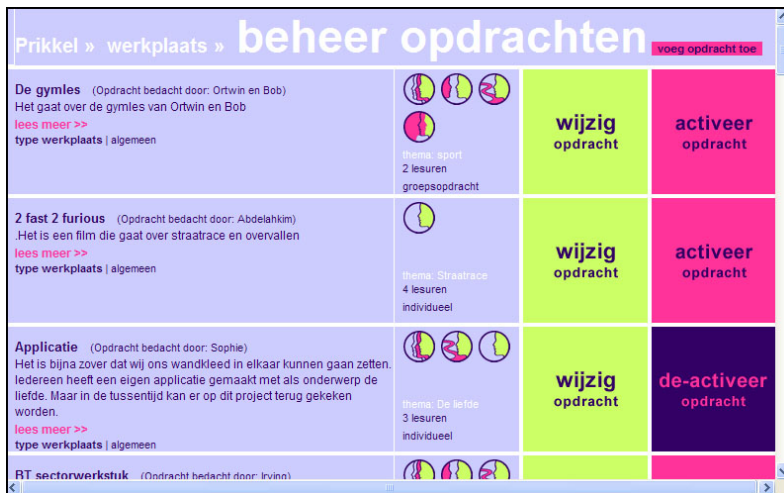 Prikkel » werkplaats » beheer opdrachten voeg opdracht toe
De gymles (Opdracht bedacht door: Ortwin en Bob)
Het gaat over de gymles van Ortwin en Bob
lees meer >>
type werkplaats | algemeen
thema: sport
2 lesuren
groepsopdracht
wijzig
opdracht
activeer
opdracht
2 fast 2 furious (Opdracht bedacht door: Abdelahkim)
.Het is een film die gaat over straatrace en overvallen
lees meer >>
type werkplaats | algemeen
thema: Straatrace
4 lesuren
individueel
wijzig
opdracht
activeer
opdracht
Applicatie (Opdracht bedacht door: Sophie)
Het is bijna zover dat wij ons wandkleed in elkaar kunnen gaan zetten.
Iedereen heeft een eigen applicatie gemaakt met als onderwerp de
liefde. Maar in de tussentijd kan er op dit project terug gekeken
worden.
lees meer >>
type werkplaats | algemeen
thema: De liefde
3 lesuren
individueel
wijzig
opdracht
de-activeer
opdracht
BT sectorwerkstuk (Opdracht bedacht door: Irving)